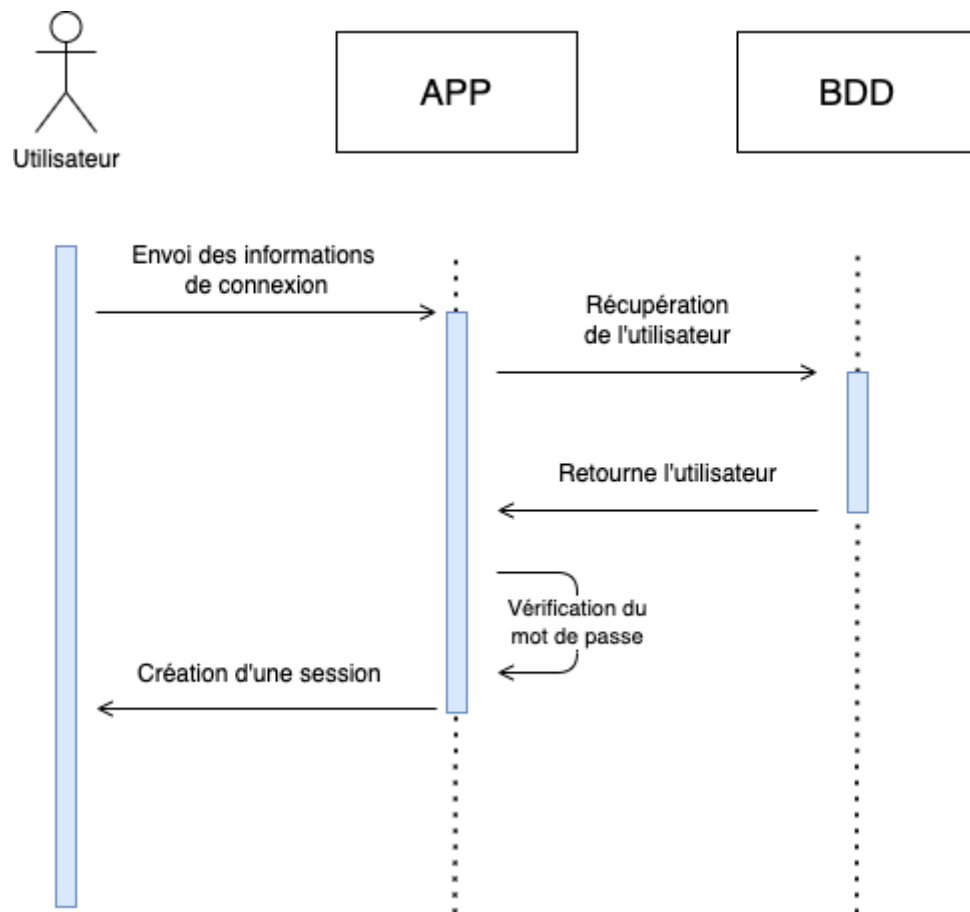 APP
BDD
Utilisateur
Envoi des informations
de connexion
Récupération
de l'utilisateur
Retourne l'utilisateur
Vérification du
mot de passe
Création d'une session